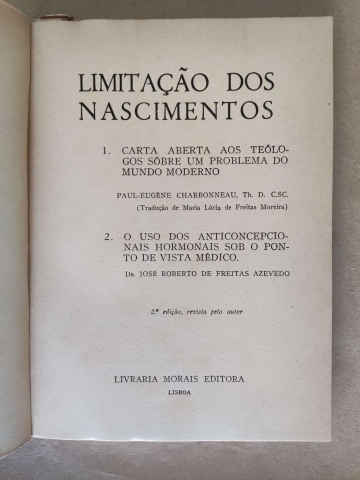 LIMITAÇÃO DOS
NASCIMENTOS
1. CARTA ABERTA AOS TEÓLO-
GOS SÔBRE UM PROBLEMA DO
MUNDO MODERNO
PAUL-EUGÈNE CHARBONNEAU, Th. D. C.SC.
(Tradução de Maria Lúcia de Freitas Moreira)
2. O USO DOS ANTICONCEPCIO-
NAIS HORMONAIS SOB O PON-
TO DE VISTA MÉDICO.
DR. JOSÉ ROBERTO DE FREITAS AZEVEDO
2.ª edição, revista pelo autor
LIVRARIA MORAIS EDITORA
LISBOA